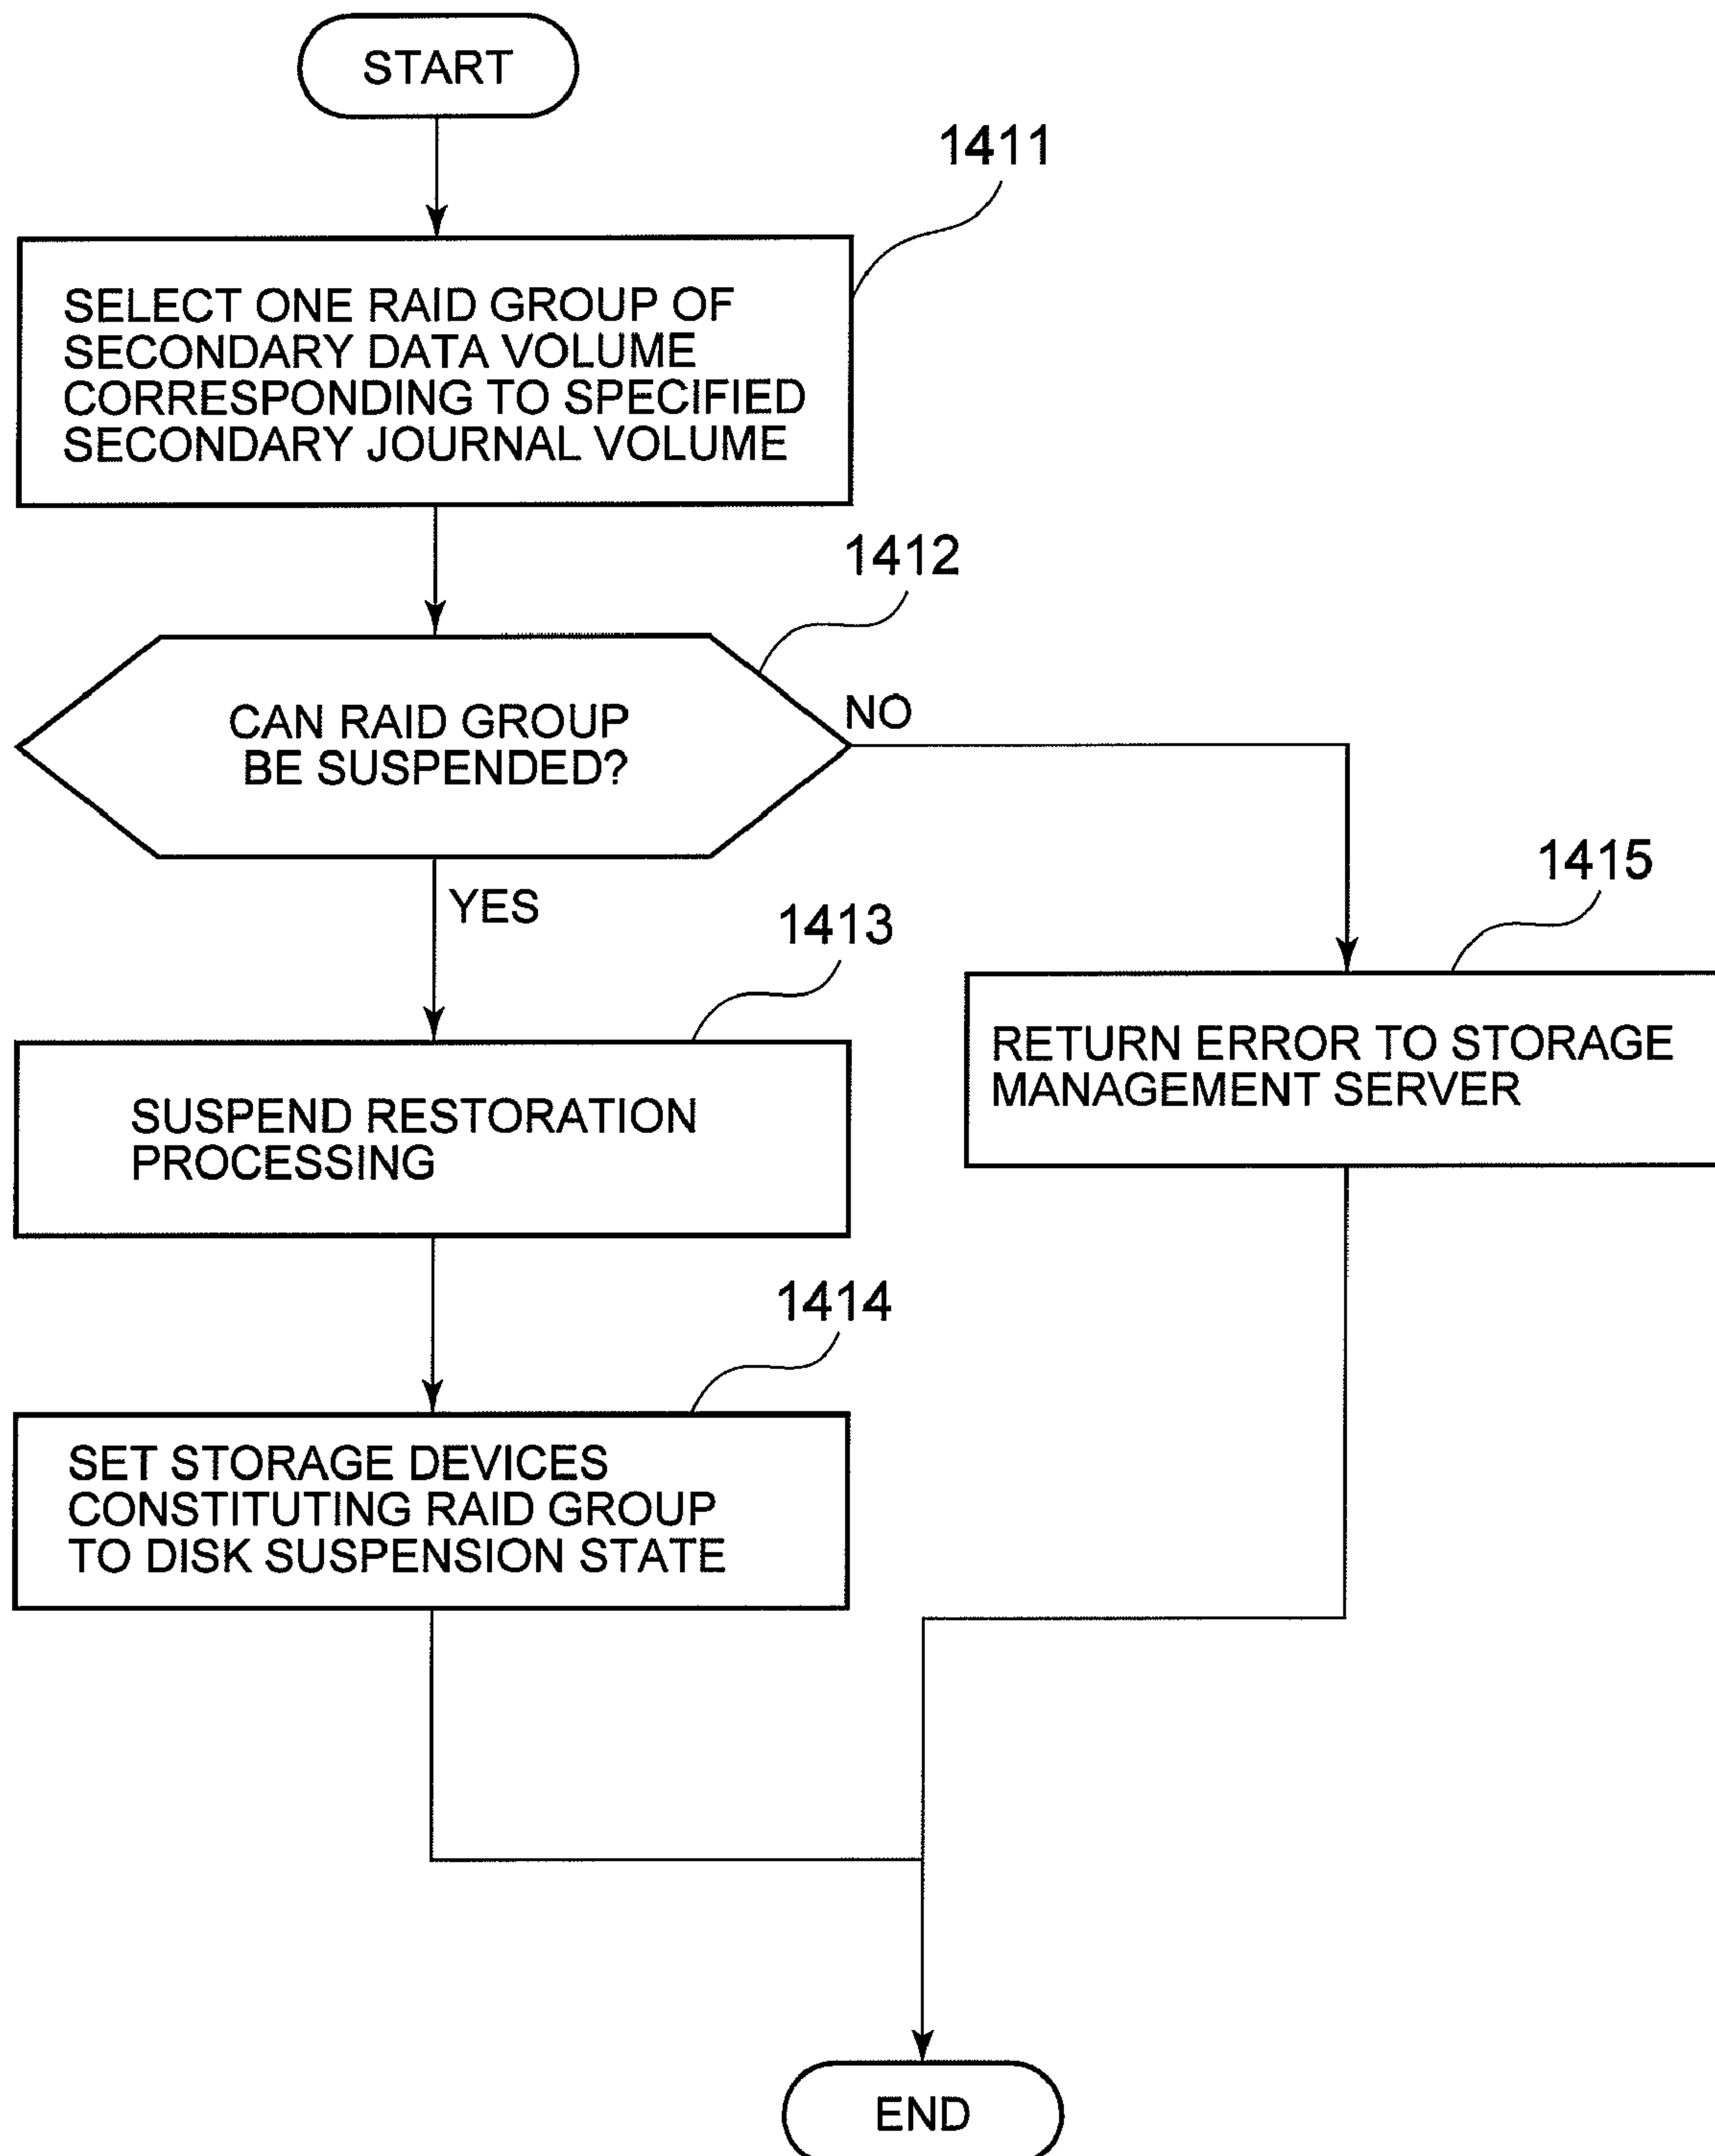 START
1411
SELECT ONE RAID GROUP OF
SECONDARY DATA VOLUME
CORRESPONDING TO SPECIFIED
SECONDARY JOURNAL VOLUME
1412
CAN RAID GROUP
BE SUSPENDED?
NO
YES
1413
SUSPEND RESTORATION
PROCESSING
1415
RETURN ERROR TO STORAGE
MANAGEMENT SERVER
1414
SET STORAGE DEVICES
CONSTITUTING RAID GROUP
TO DISK SUSPENSION STATE
END